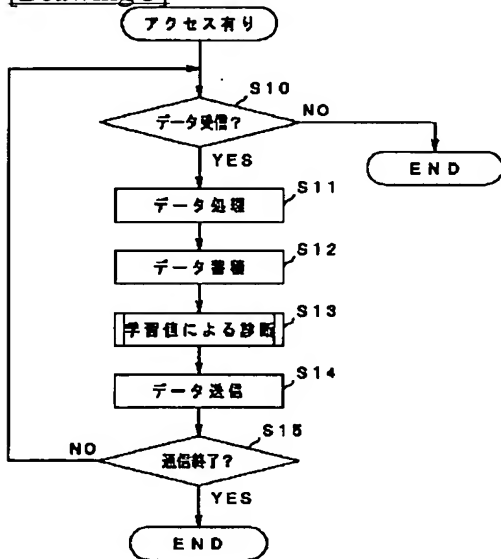 アクセス有り
S10
データ受信?
NO
YES
END
S11
データ処理
S12
データ蓄積
S13
学習値による診断
S14
データ送信
S15
NO
通信終了?
YES
END